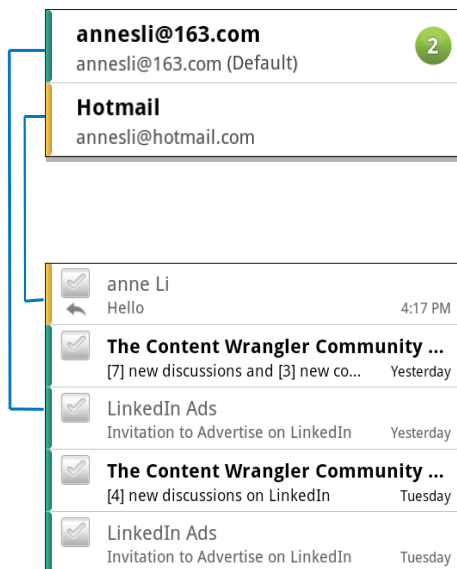 annesli@163.com
annesli@163.com (Default)
2
Hotmail
annesli@hotmail.com
anne Li
Hello 4:17 PM
The Content Wrangler Community ...
[7] new discussions and [3] new co... Yesterday
LinkedIn Ads
Invitation to Advertise on LinkedIn Yesterday
The Content Wrangler Community ...
[4] new discussions on LinkedIn Tuesday
LinkedIn Ads
Invitation to Advertise on LinkedIn Tuesday